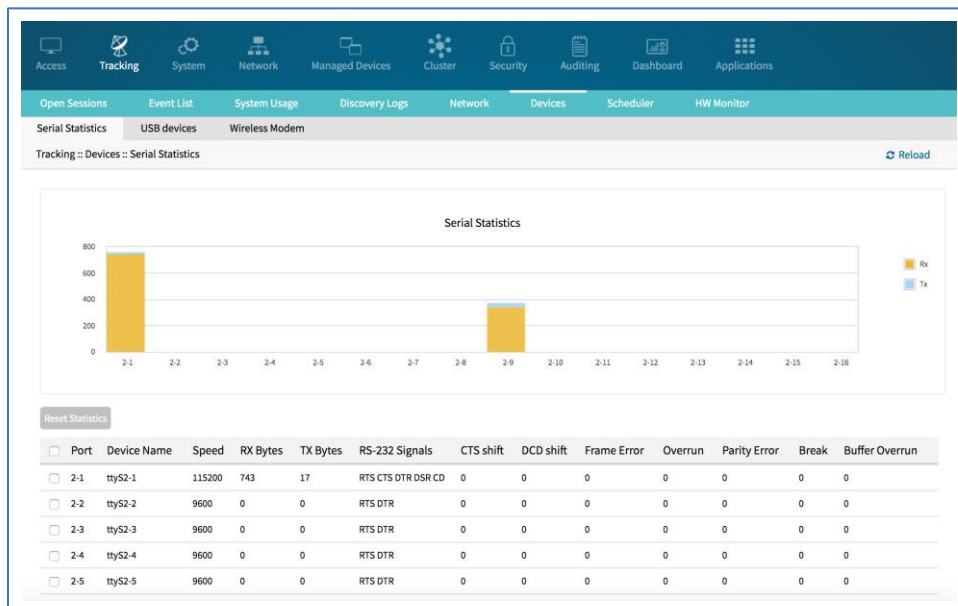 Access Tracking System Network Managed Devices Cluster Security Auditing Dashboard Applications
Open Sessions Event List System Usage Discovery Logs Network Devices Scheduler HW Monitor
Serial Statistics USB devices Wireless Modem
Tracking :: Devices :: Serial Statistics Reload
Serial Statistics
800
600
400
200
0
2-1 2-2 2-3 2-4 2-5 2-6 2-7 2-8 2-9 2-10 2-11 2-12 2-13 2-14 2-15 2-16
Rx
Tx
Reset Statistics
Port Device Name Speed RX Bytes TX Bytes RS-232 Signals CTS shift DCD shift Frame Error Overrun Parity Error Break Buffer Overrun
2-1 ttyS2-1 115200 743 17 RTS CTS DTR DSR CD 0 0 0 0 0 0 0
2-2 ttyS2-2 9600 0 0 RTS DTR 0 0 0 0 0 0 0
2-3 ttyS2-3 9600 0 0 RTS DTR 0 0 0 0 0 0 0
2-4 ttyS2-4 9600 0 0 RTS DTR 0 0 0 0 0 0 0
2-5 ttyS2-5 9600 0 0 RTS DTR 0 0 0 0 0 0 0